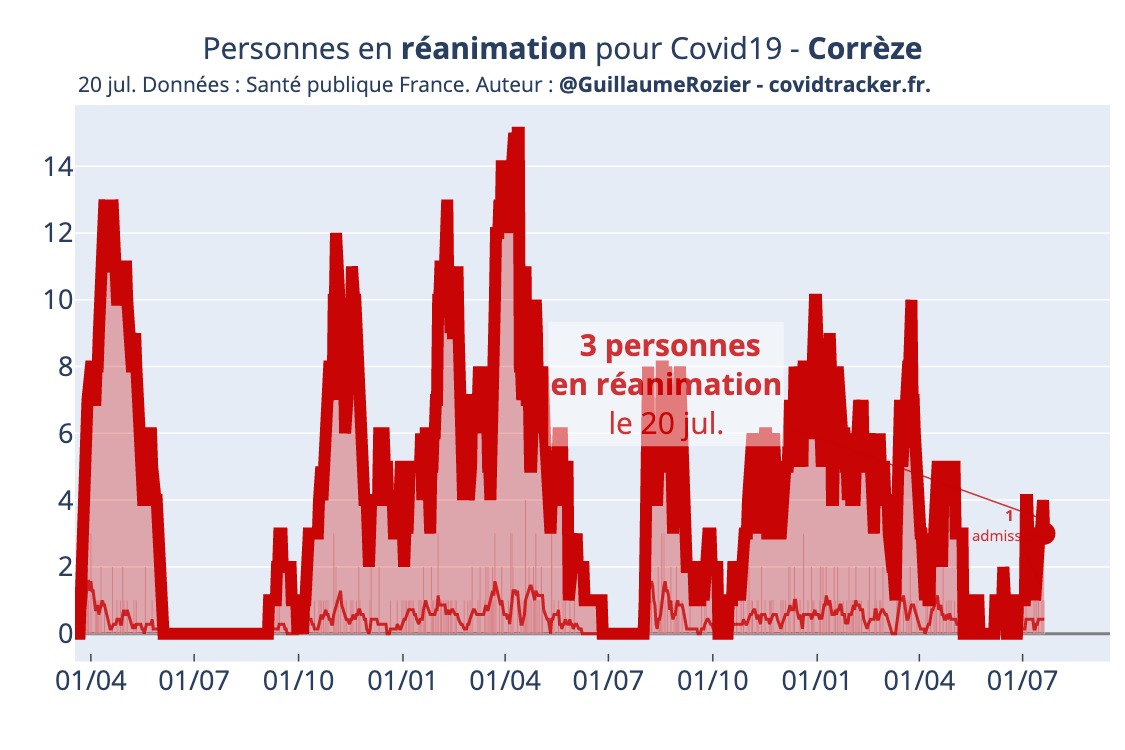 Personnes en réanimation pour Covid19 - Corrèze
20 jul. Données : Santé publique France. Auteur : @GuillaumeRozier - covidtracker.fr.
14
12
10
8
6
4
2
0
3 personnes
en réanimation
le 20 jul.
1
01/04 01/07 01/10 01/01 01/04 01/07 01/10 01/01 01/04 01/07